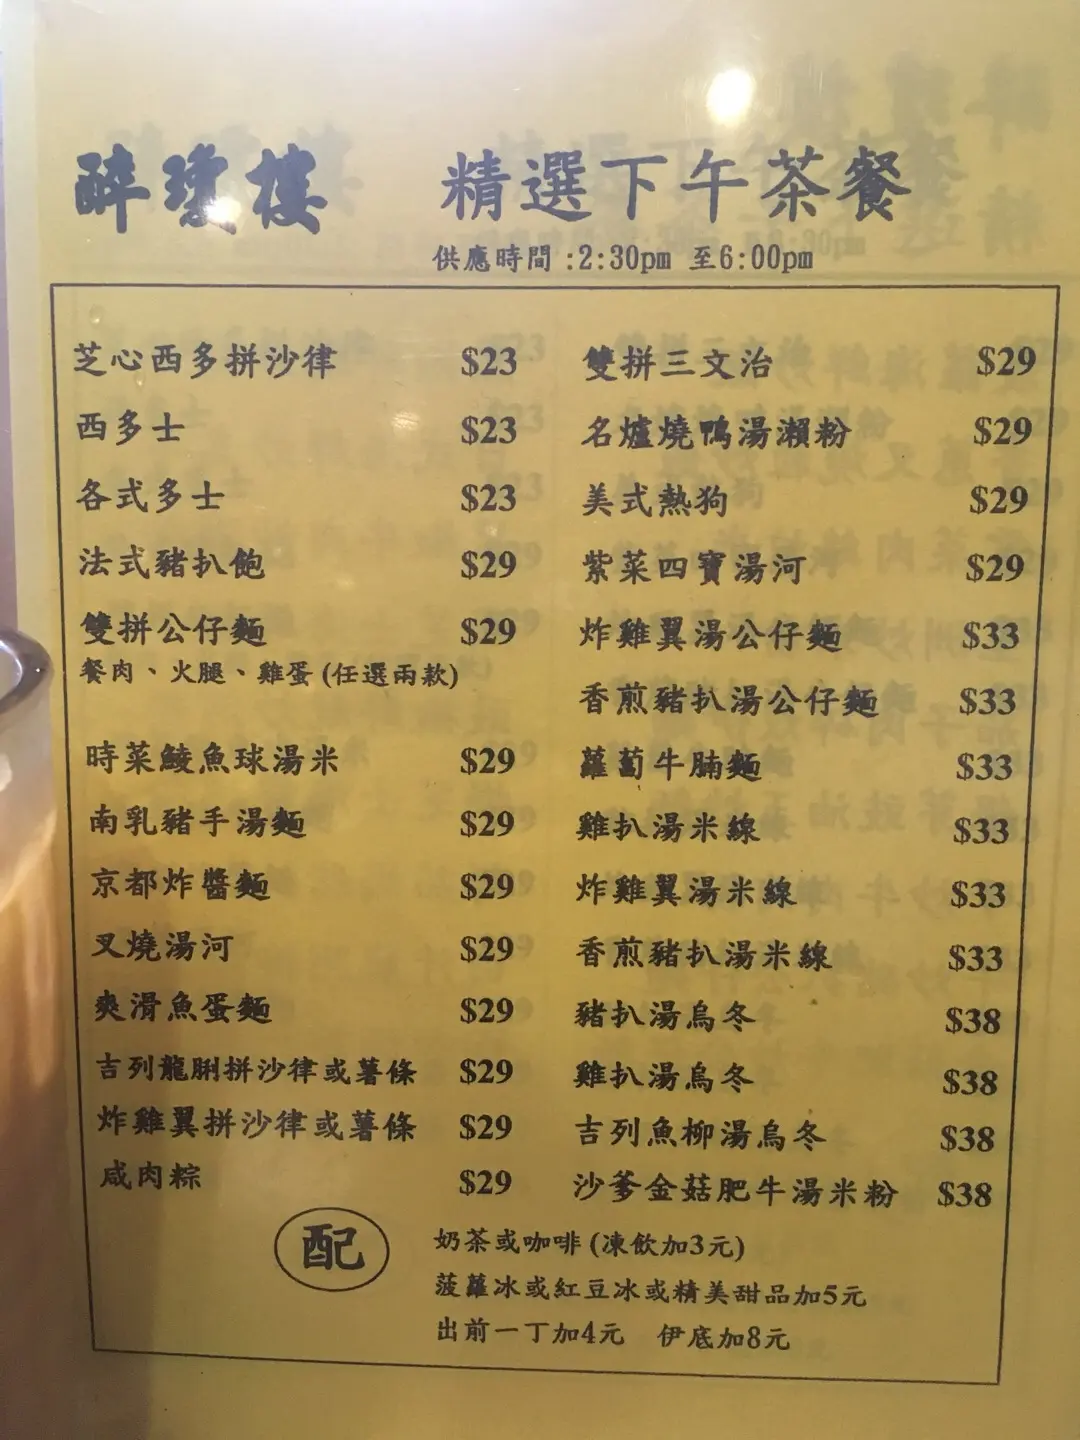 醉瓊樓 精選下午茶餐
供應時間:2:30pm 至6:00pm
芝心西多拼沙律 $23
西多士 $23
各式多士 $23
法式豬扒飽 $29
雙拼公仔麵 $29
餐肉、火腿、雞蛋(任選兩款)
時菜鯪魚球湯米 $29
南乳豬手湯麵 $29
京都炸醬麵 $29
叉燒湯河 $29
爽滑魚蛋麵 $29
吉列龍脷拼沙律或薯條 $29
炸雞翼拼沙律或薯條 $29
咸肉粽 $29
雙拼三文治 $29
名爐燒鴨湯瀨粉 $29
美式熱狗 $29
紫菜四寶湯河 $29
炸雞翼湯公仔麵 $33
香煎豬扒湯公仔麵 $33
蘿蔔牛腩麵 $33
雞扒湯米線 $33
炸雞翼湯米線 $33
香煎豬扒湯米線 $33
豬扒湯烏冬 $38
雞扒湯烏冬 $38
吉列魚柳湯烏冬 $38
沙爹金菇肥牛湯米粉 $38
配
奶茶或咖啡(凍飲加3元)
菠蘿冰或紅豆冰或精美甜品加5元
出前一丁加4元 伊底加8元